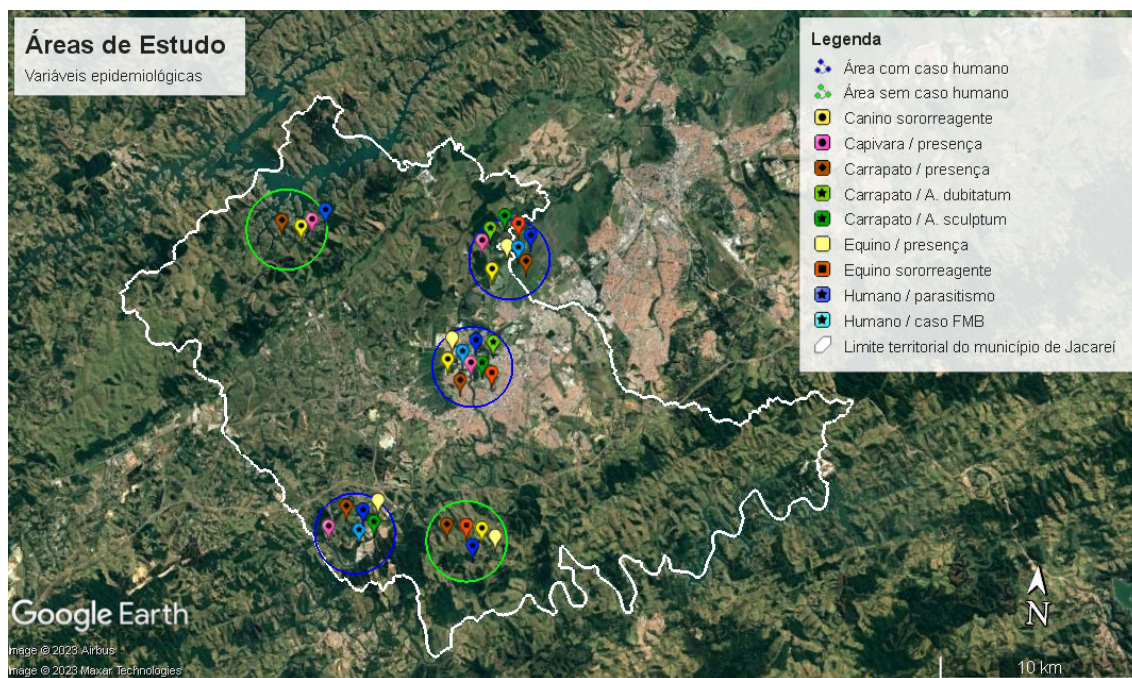 Áreas de Estudo
Variáveis epidemiológicas
Legenda
Área com caso humano
Área sem caso humano
Canino sororreagente
Capivara / presença
Carrapato / presença
Carrapato / A. dubitatum
Carrapato / A. sculptum
Equino / presença
Equino sororreagente
Humano / parasitismo
Humano / caso FMB
Limite territorial do município de Jacareí
Google Earth
mage © 2023 Airbus
mage © 2023 Maxar Technologies
N
10 km